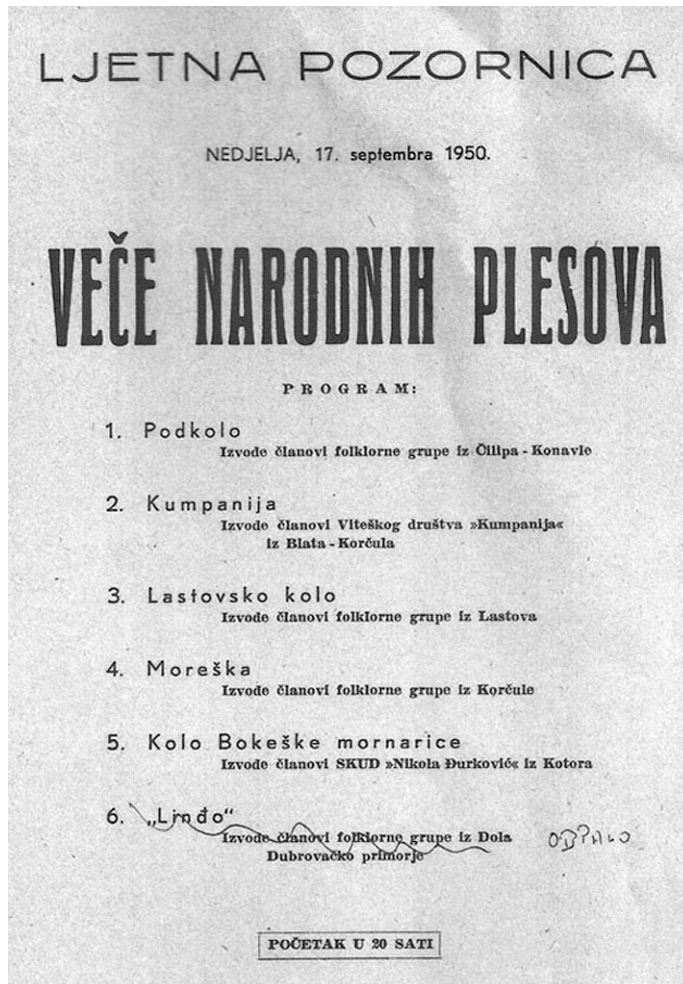 LJETNA POZORNICA
NEDJELJA, 17. septembra 1950.
VEČE NARODNIH PLESOVA
PROGRAM:
1. Podkolo
Izvode članovi folklorne grupe iz Čilipa - Konavle
2. Kumpanija
Izvode članovi Viteškog društva »Kumpanija«
iz Blata - Korčula
3. Lastovsko kolo
Izvode članovi folklorne grupe iz Lastova
4. Moreška
Izvode članovi folklorne grupe iz Korčule
5. Kolo Bokeške mornarice
Izvode članovi SKUD »Nikola Đurković« iz Kotora
6. „Linđo“
Izvode članovi folklorne grupe iz Dola
Dubrovačko primorje
OTPALO
POČETAK U 20 SATI